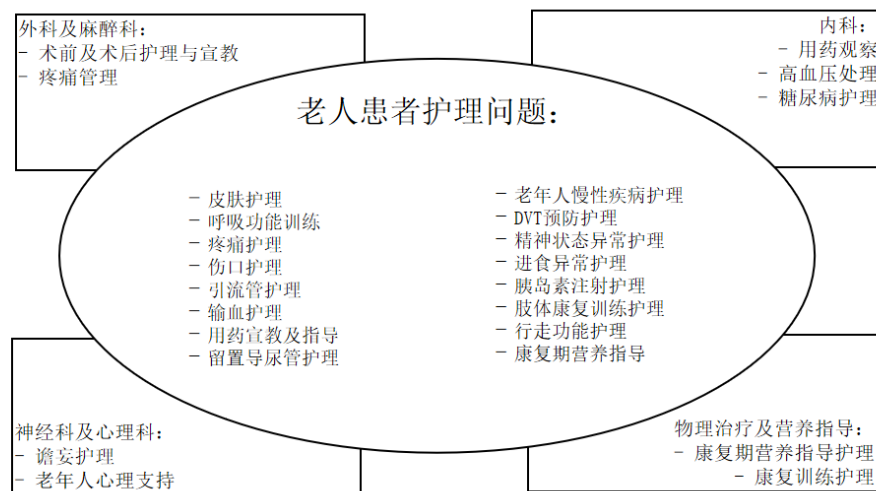 外科及麻醉科：
- 术前及术后护理与宣教
- 疼痛管理
内科：
- 用药观察
- 高血压处理
- 糖尿病护理
老人患者护理问题：
- 皮肤护理
- 呼吸功能训练
- 疼痛护理
- 伤口护理
- 引流管护理
- 输血护理
- 用药宣教及指导
- 留置导尿管护理
- 老年人慢性疾病护理
- DVT预防护理
- 精神状态异常护理
- 进食异常护理
- 胰岛素注射护理
- 肢体康复训练护理
- 行走功能护理
- 康复期营养指导
神经科及心理科：
- 谵妄护理
- 老年人心理支持
物理治疗及营养指导：
- 康复期营养指导护理
- 康复训练护理